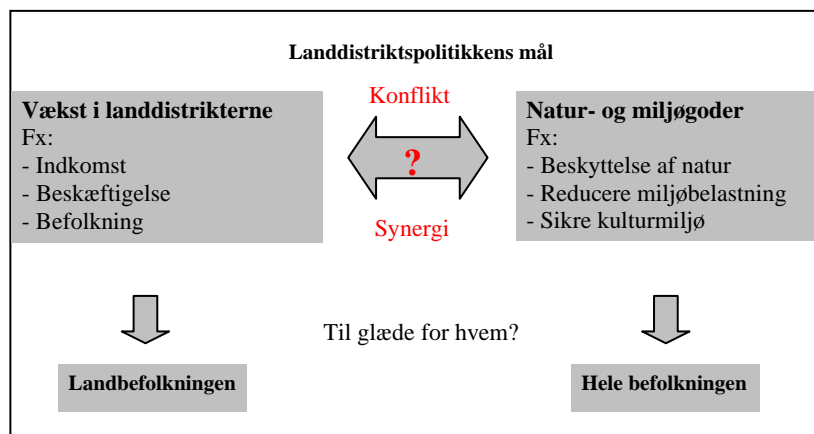 Landdistriktspolitikkens mål
Vækst i landdistrikterne
Fx:
- Indkomst
- Beskæftigelse
- Befolkning
Konflikt
?
Synergi
Natur- og miljøgoder
Fx:
- Beskyttelse af natur
- Reducere miljøbelastning
- Sikre kulturmiljø
Til glæde for hvem?
Landbefolkningen
Hele befolkningen